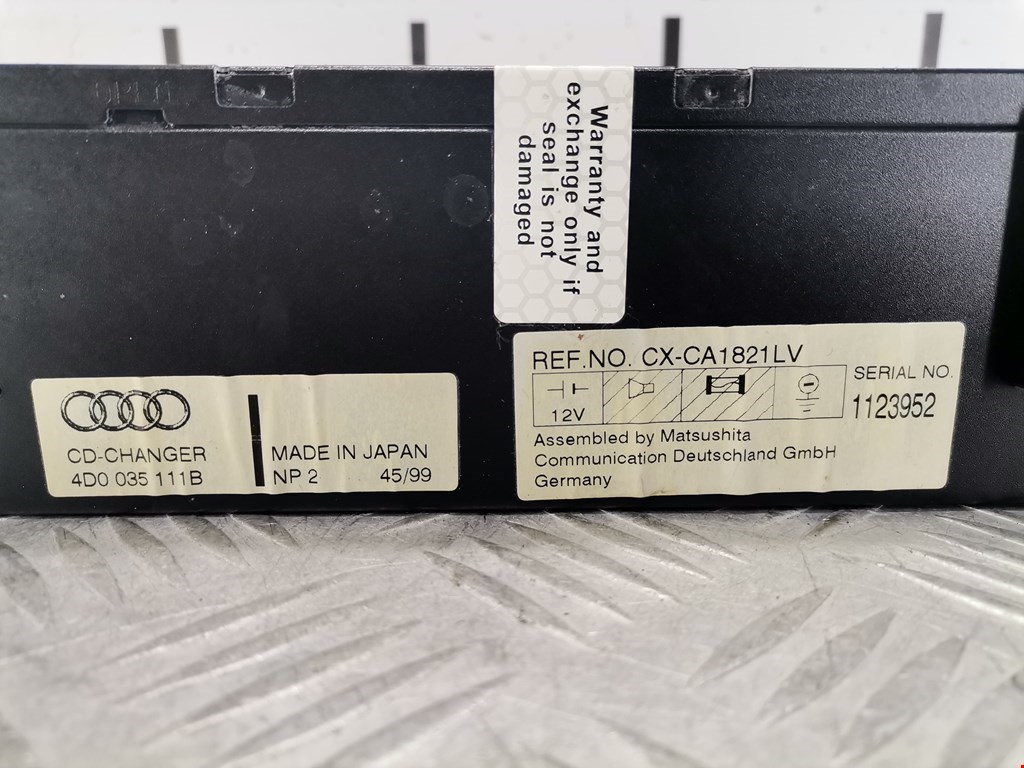 OPEN
Warranty and
exchange only if
seal is not
damaged
CD-CHANGER
4D0 035 111B
MADE IN JAPAN
NP 2 45/99
REF.NO. CX-CA1821LV
12V
SERIAL NO.
1123952
Assembled by Matsushita
Communication Deutschland GmbH
Germany